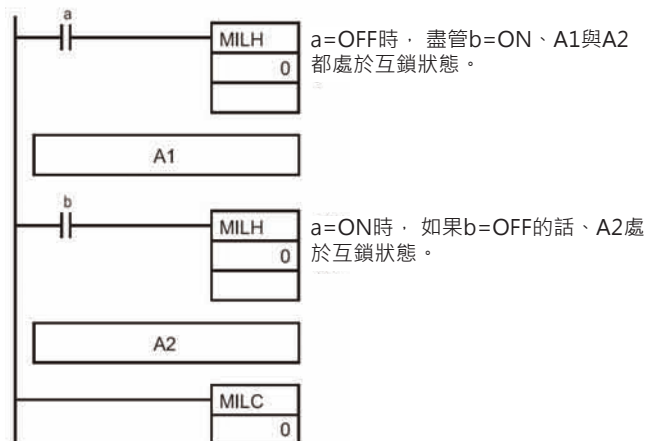 a
MILH
0
a=OFF時，盡管b=ON、A1與A2
都處於互鎖狀態。
A1
b
MILH
0
a=ON時，如果b=OFF的話、A2處
於互鎖狀態。
A2
MILC
0